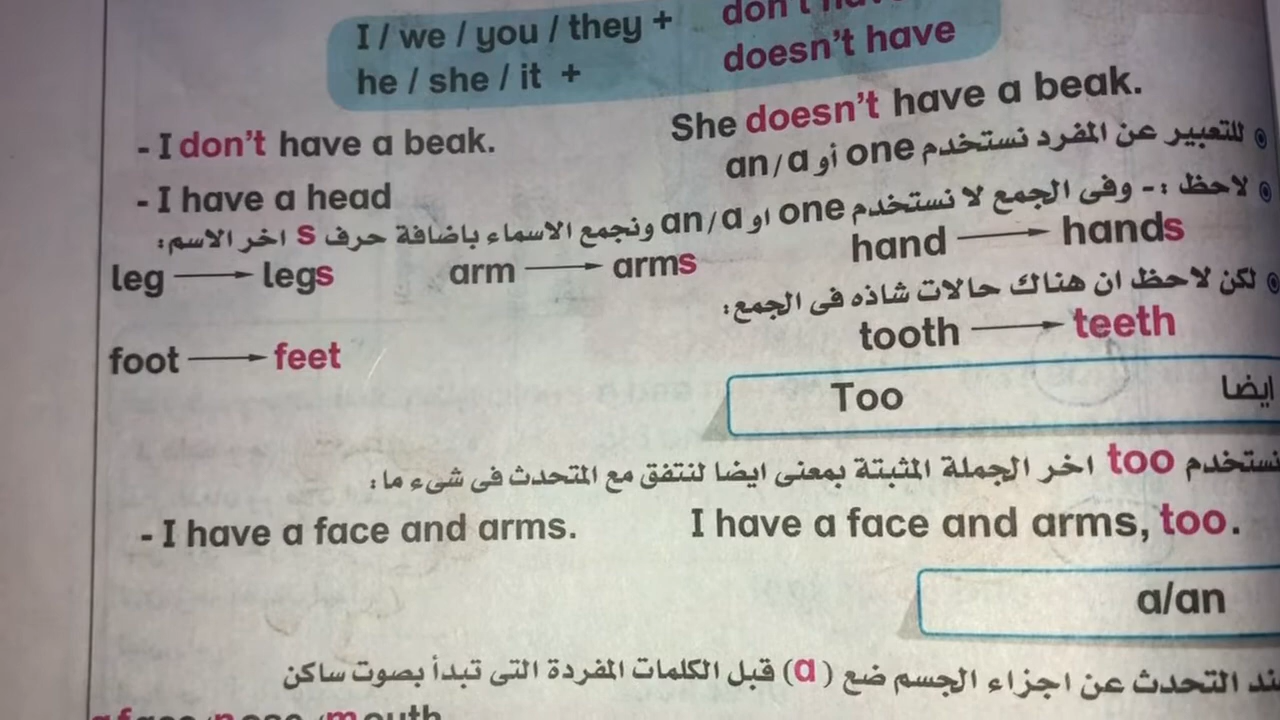 I / we / you / they + don't
he / she / it + doesn't have
- I don't have a beak. She doesn't have a beak.
للتعبير عن المفرد نستخدم one أو an/a
- I have a head
لاحظ :- وفى الجمع لا نستخدم one او an/a ونجمع الاسماء باضافة حرف s اخر الاسم:
leg → legs arm → arms hand → hands
لكن لاحظ ان هناك حالات شاذه فى الجمع:
foot → feet tooth → teeth
Too ايضا
نستخدم too اخر الجملة المثبتة بمعنى ايضا لنتفق مع المتحدث فى شىء ما:
- I have a face and arms. I have a face and arms, too.
a/an
التحدث عن اجزاء الجسم ضع (a) قبل الكلمات المفردة التى تبدأ بصوت ساكن